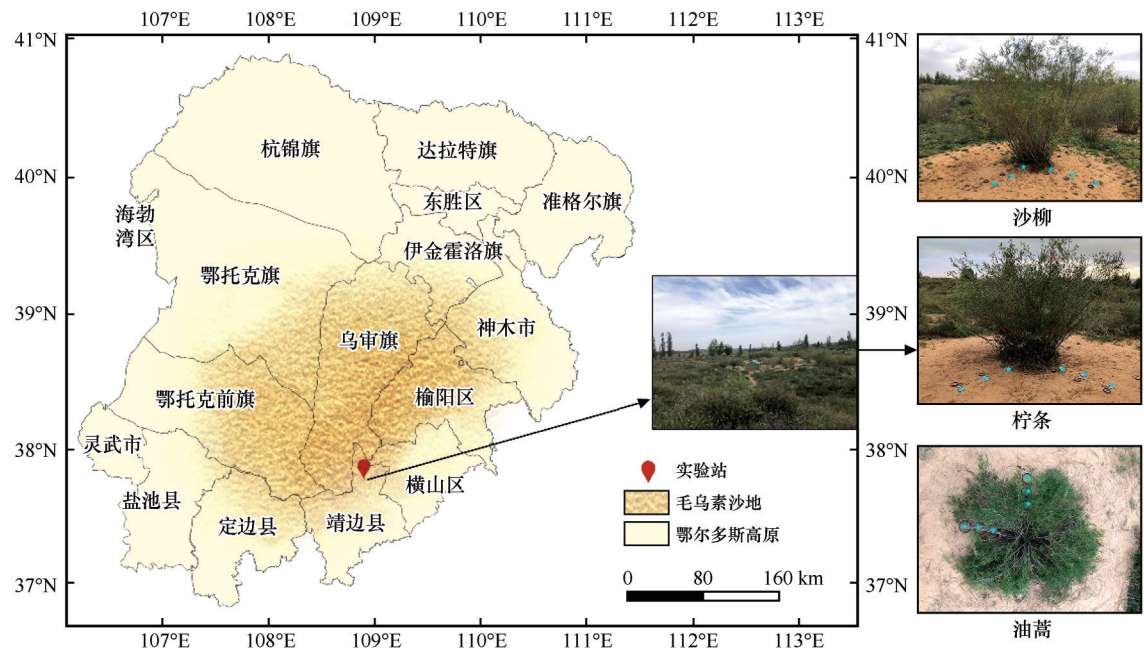 107°E 108°E 109°E 110°E 111°E 112°E 113°E
41°N
41°N
杭锦旗
达拉特旗
40°N
40°N
东胜区
准格尔旗
海勃
湾区
沙柳
伊金霍洛旗
鄂托克旗
39°N
39°N
乌审旗
神木市
鄂托克前旗
榆阳区
柠条
38°N
38°N
灵武市
盐池县
横山区
定边县
靖边县
实验站
毛乌素沙地
鄂尔多斯高原
37°N
37°N
0 80 160 km
油蒿
107°E 108°E 109°E 110°E 111°E 112°E 113°E